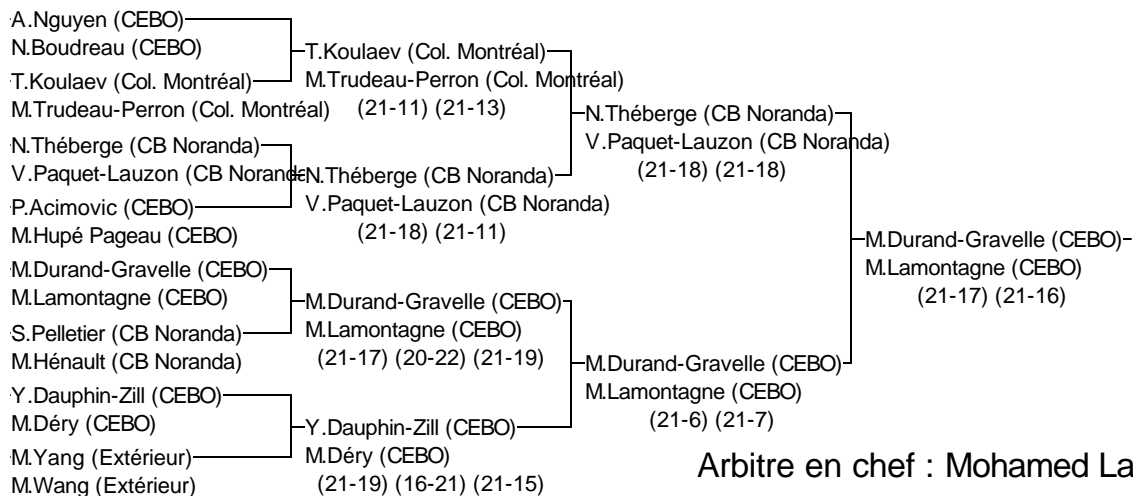 A.Nguyen (CEBO)
N.Boudreau (CEBO)
T.Koulaev (Col. Montréal)
M.Trudeau-Perron (Col. Montréal)
N.Théberge (CB Noranda)
V.Paquet-Lauzon (CB Noranda
P.Acimovic (CEBO)
M.Hupé Pageau (CEBO)
M.Durand-Gravelle (CEBO)
M.Lamontagne (CEBO)
S.Pelletier (CB Noranda)
M.Hénault (CB Noranda)
Y.Dauphin-Zill (CEBO)
M.Déry (CEBO)
M.Yang (Extérieur)
M.Wang (Extérieur)
T.Koulaev (Col. Montréal)
M.Trudeau-Perron (Col. Montréal)
(21-11) (21-13)
N.Théberge (CB Noranda)
V.Paquet-Lauzon (CB Noranda)
(21-18) (21-11)
M.Durand-Gravelle (CEBO)
M.Lamontagne (CEBO)
(21-17) (20-22) (21-19)
Y.Dauphin-Zill (CEBO)
M.Déry (CEBO)
(21-19) (16-21) (21-15)
N.Théberge (CB Noranda)
V.Paquet-Lauzon (CB Noranda)
(21-18) (21-18)
M.Durand-Gravelle (CEBO)
M.Lamontagne (CEBO)
(21-6) (21-7)
M.Durand-Gravelle (CEBO)
M.Lamontagne (CEBO)
(21-17) (21-16)
Arbitre en chef : Mohamed La